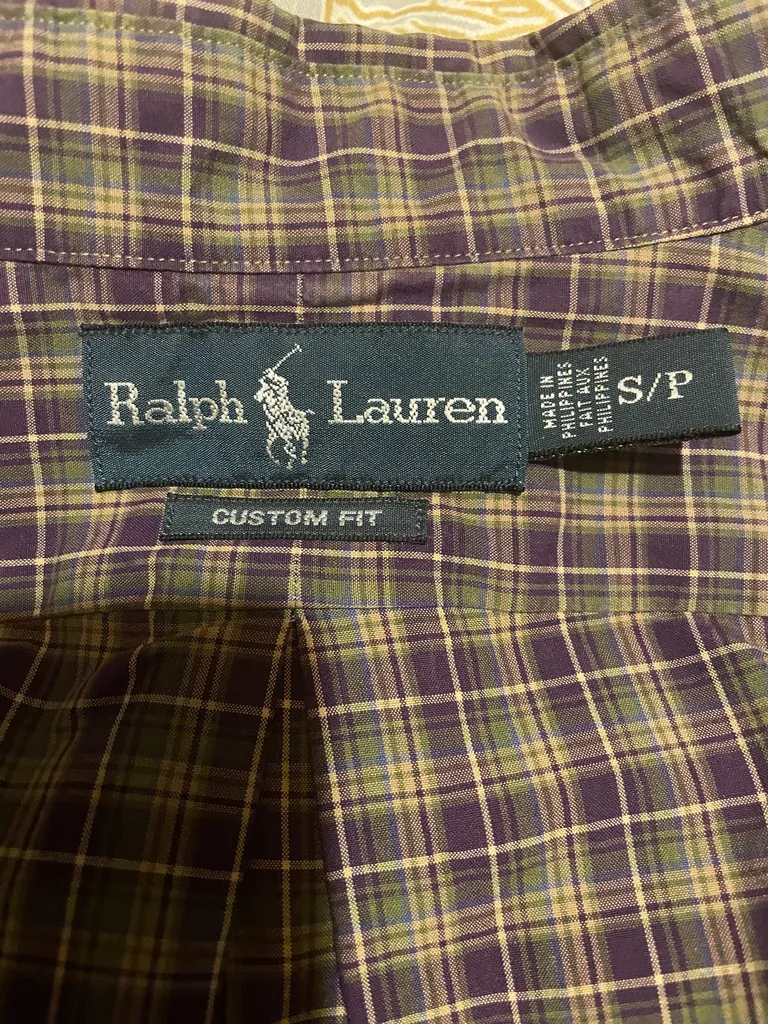 Ralph Lauren
MADE IN
PHILIPPINES
FAIT AUX
PHILIPPINES
S/P
CUSTOM FIT